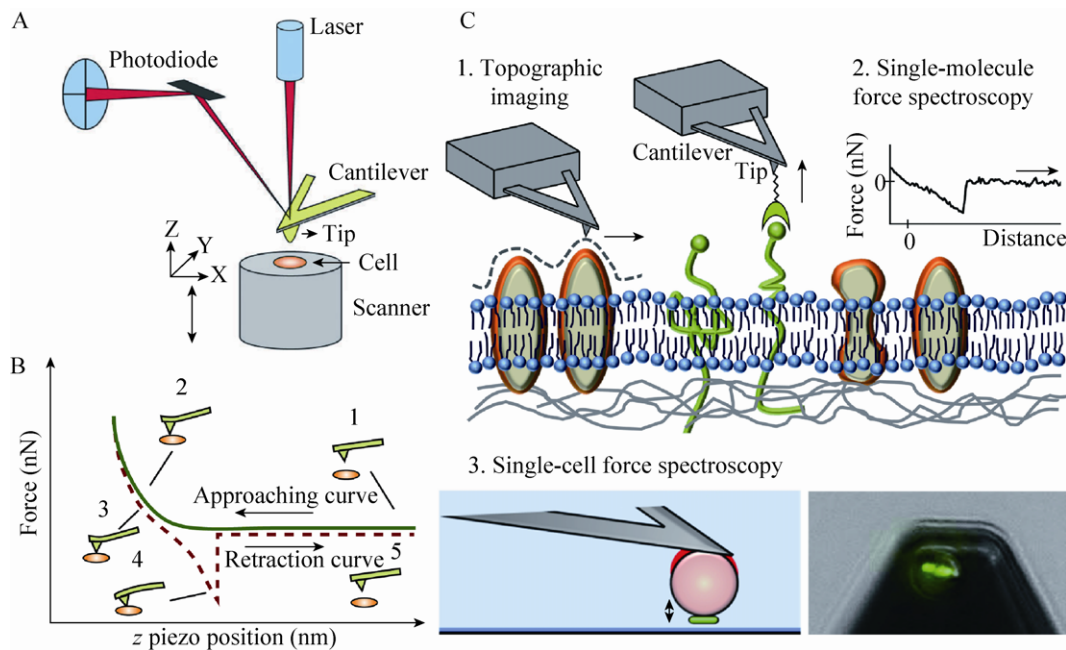 A
Laser
Photodiode
Cantilever
Tip
Cell
Scanner
Z
Y
X
B
Force (nN)
2
1
Approaching curve
3
4
Retraction curve
5
z piezo position (nm)
C
1. Topographic
imaging
Cantilever
Tip
2. Single-molecule
force spectroscopy
Force (nN)
0
0
Distance
3. Single-cell force spectroscopy